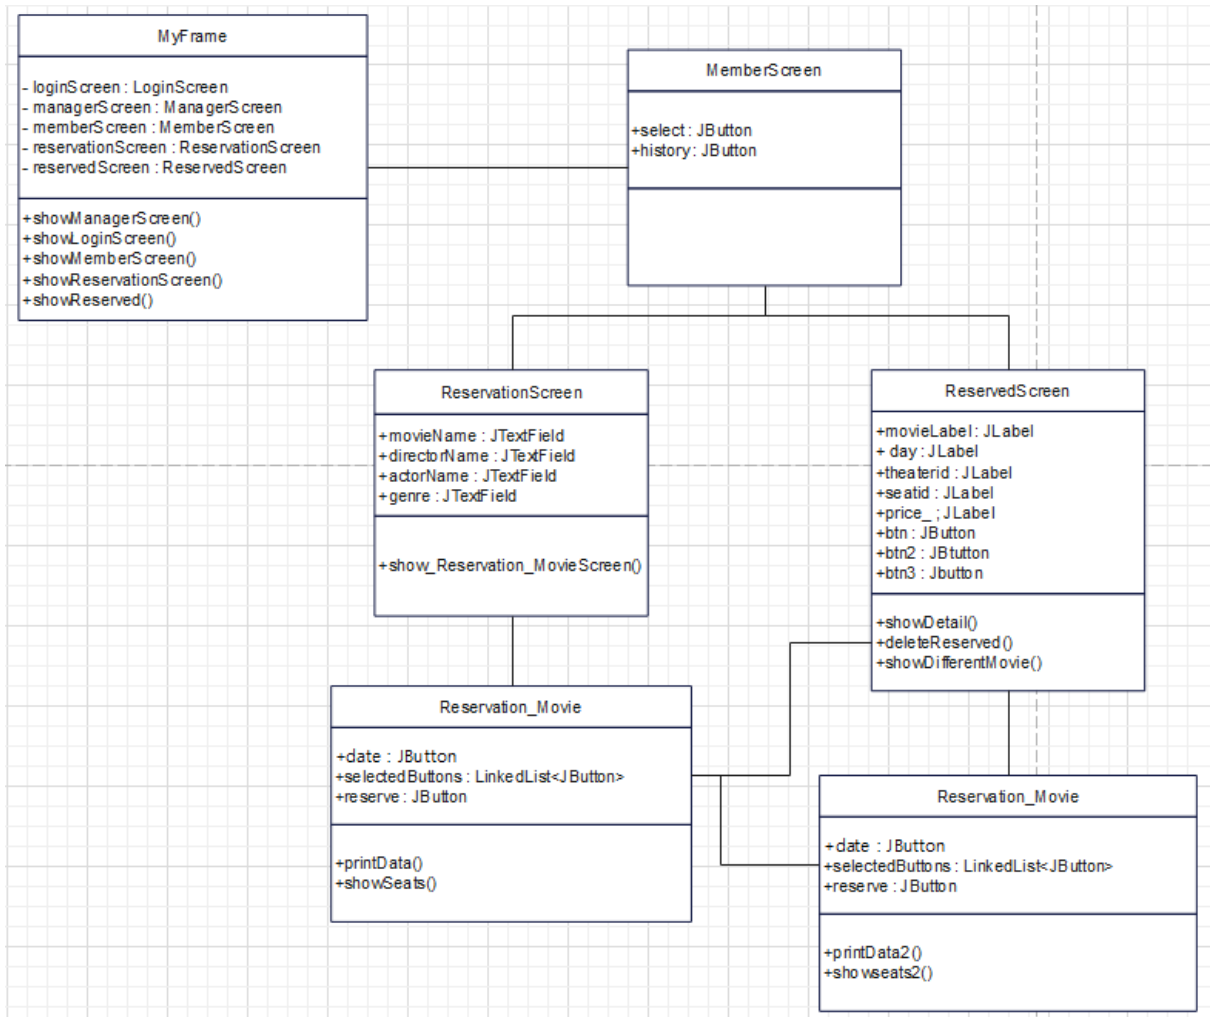 MyFrame
- loginScreen : LoginScreen
- managerScreen : ManagerScreen
- memberScreen : MemberScreen
- reservationScreen : ReservationScreen
- reservedScreen : ReservedScreen
+showManagerScreen()
+showLoginScreen()
+showMemberScreen()
+showReservationScreen()
+showReserved()
MemberScreen
+select : JButton
+history : JButton
ReservationScreen
+movieName : JTextField
+directorName : JTextField
+actorName : JTextField
+genre : JTextField
+show_Reservation_MovieScreen()
ReservedScreen
+movieLabel : JLabel
+ day : JLabel
+theaterid : JLabel
+seatid : JLabel
+price_ ; JLabel
+btn : JButton
+btn2 : JBtutton
+btn3 : Jbutton
+showDetail()
+deleteReserved()
+showDifferentMovie()
Reservation_Movie
+date : JButton
+selectedButtons : LinkedList<JButton>
+reserve : JButton
+printData()
+showSeats()
Reservation_Movie
+date : JButton
+selectedButtons : LinkedList<JButton>
+reserve : JButton
+printData2()
+showseats2()